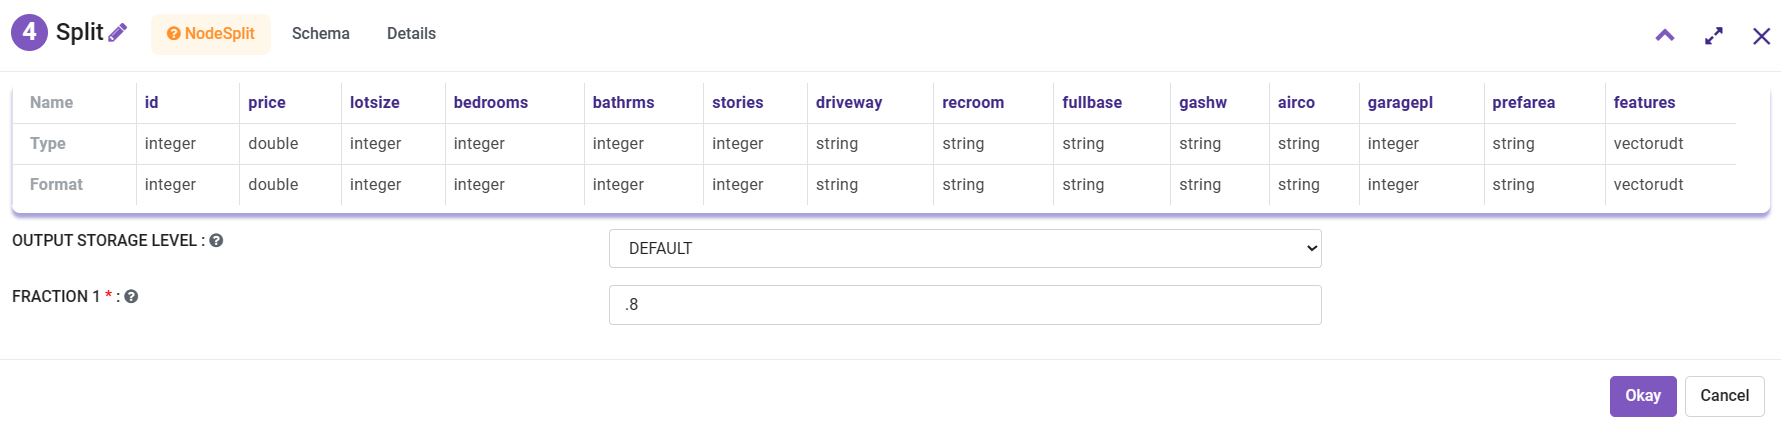 4 Split NodeSplit Schema Details
Name id price lotsize bedrooms bathrms stories driveway recroom fullbase gashw airco garagepl prefarea features
Type integer double integer integer integer integer string string string string string integer string vectorudt
Format integer double integer integer integer integer string string string string string integer string vectorudt
OUTPUT STORAGE LEVEL : DEFAULT
FRACTION 1 * : .8
Okay Cancel